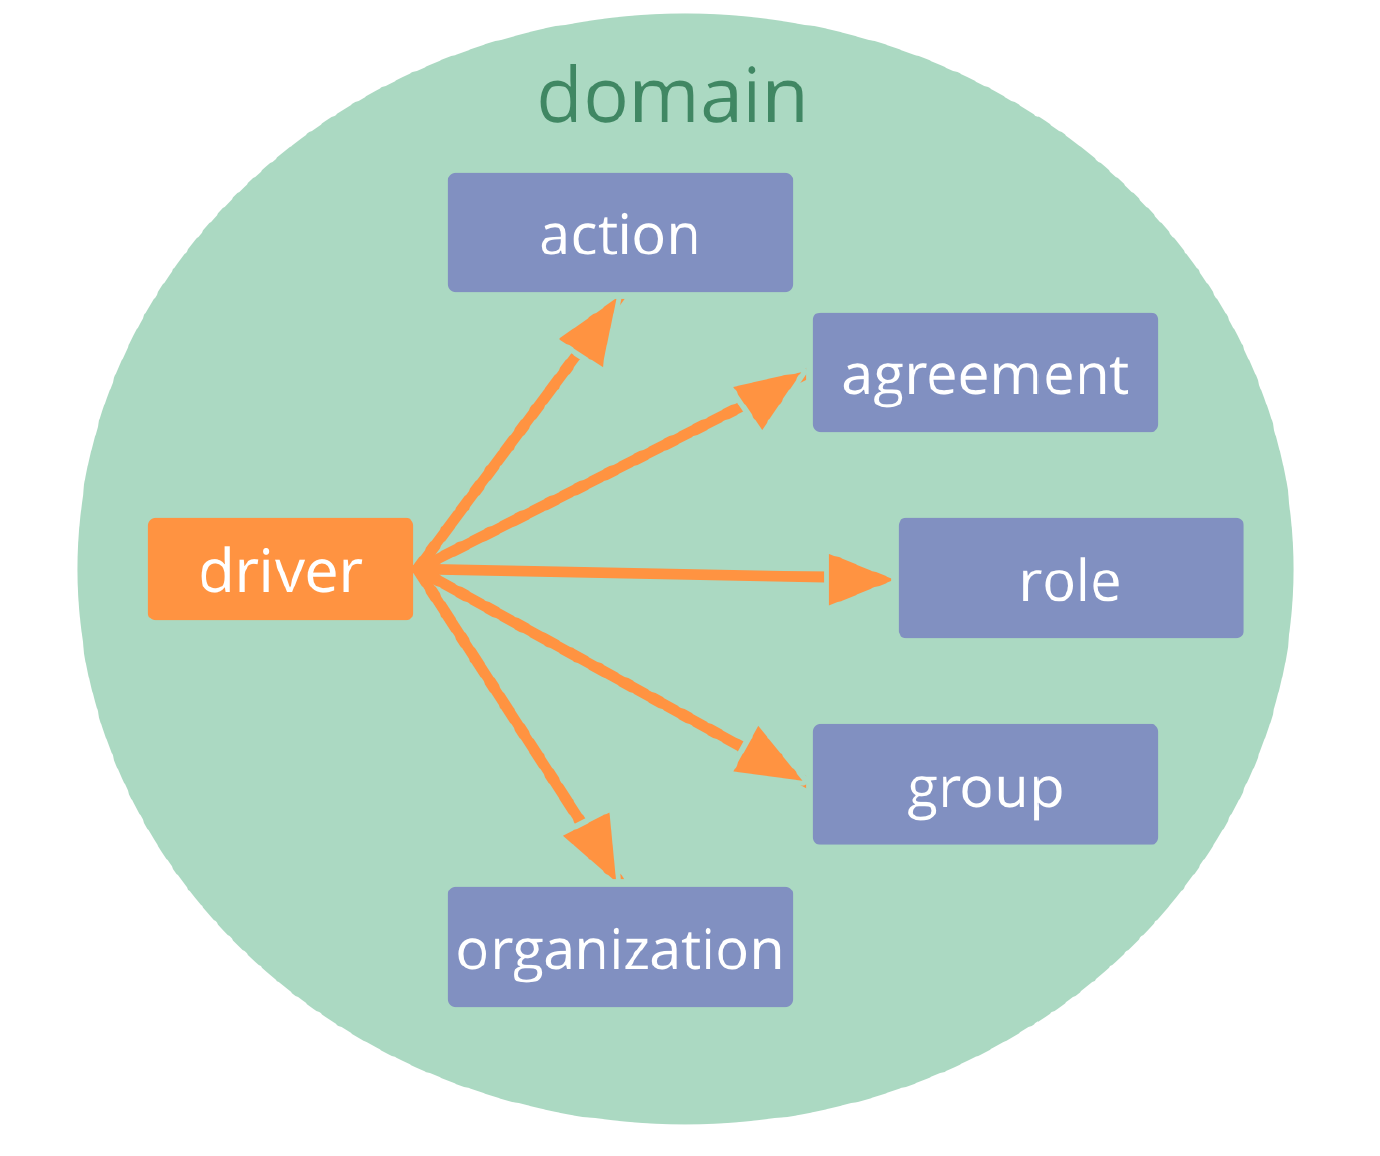 domain
action
agreement
driver
role
group
organization